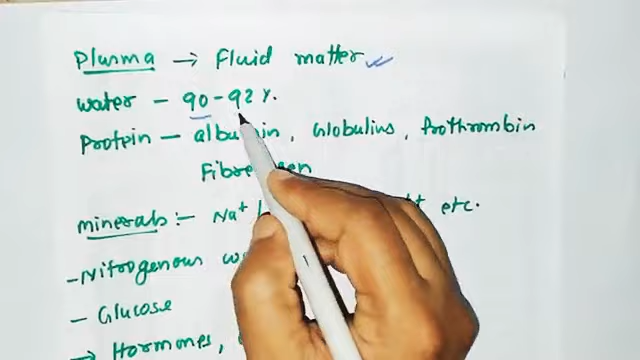 Plasma → Fluid matter
Water - 90-92%
Protein - albumin, Globulins, Prothrombin
Fibrinogen
minerals :- Na+ etc.
- Nitrogenous
- Glucose
→ Hormones,